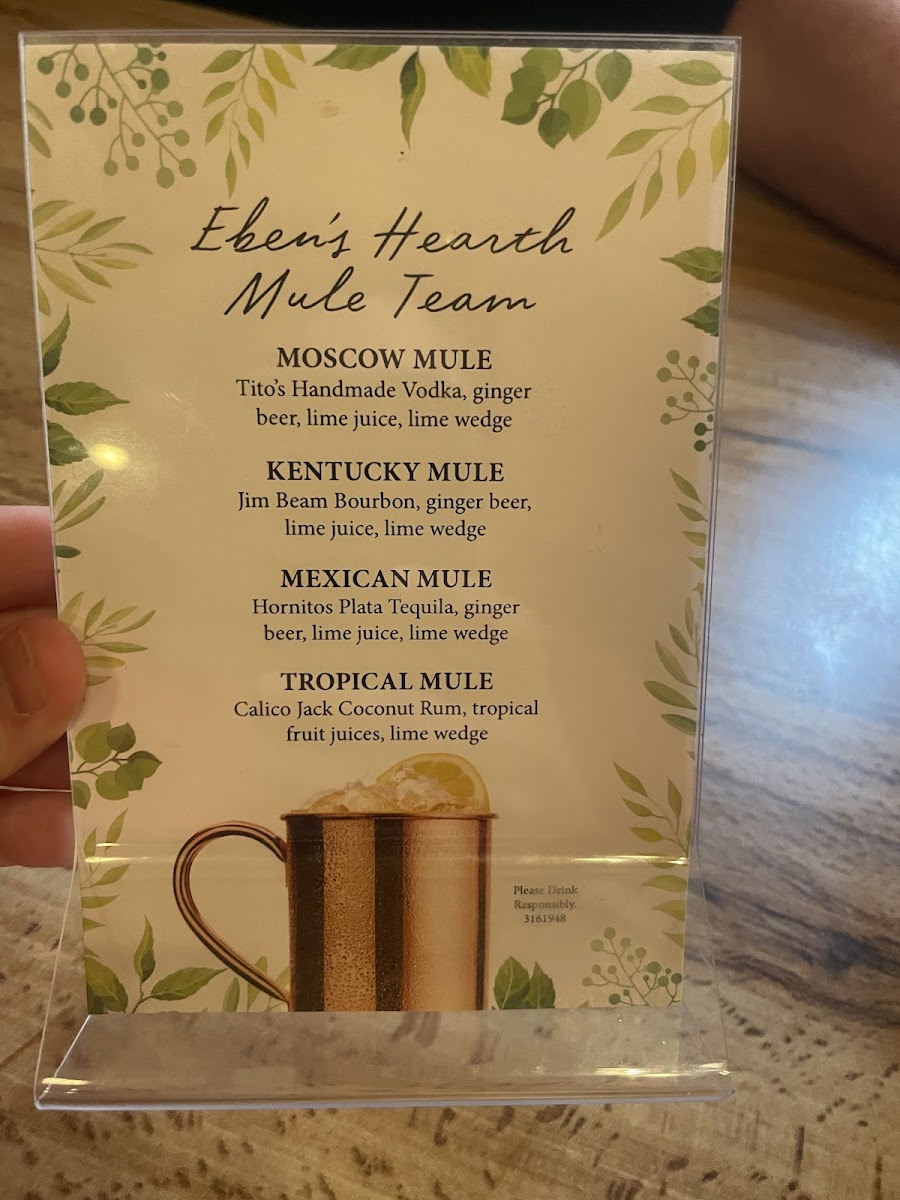 Eben's Hearth
Mule Team
MOSCOW MULE
Tito's Handmade Vodka, ginger
beer, lime juice, lime wedge
KENTUCKY MULE
Jim Beam Bourbon, ginger beer,
lime juice, lime wedge
MEXICAN MULE
Hornitos Plata Tequila, ginger
beer, lime juice, lime wedge
TROPICAL MULE
Calico Jack Coconut Rum, tropical
fruit juices, lime wedge
Please Drink
Responsibly.
3161948